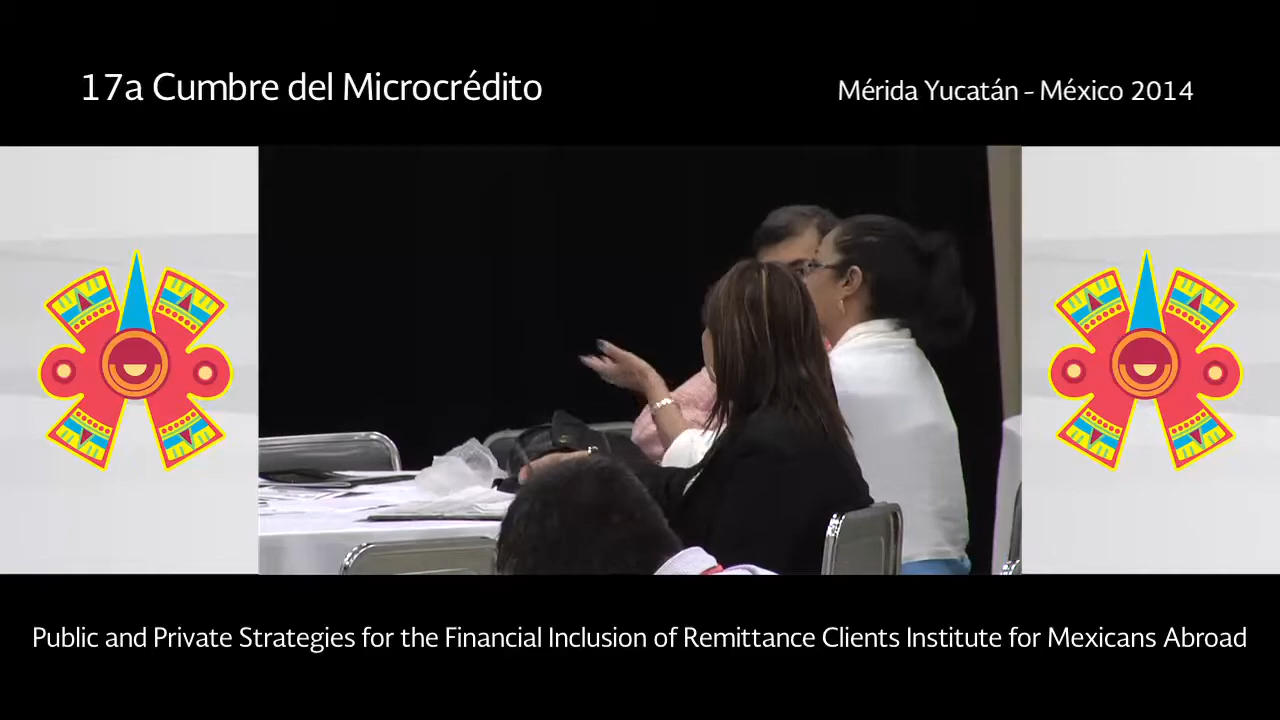 17a Cumbre del Microcrédito
Mérida Yucatán - México 2014
Public and Private Strategies for the Financial Inclusion of Remittance Clients Institute for Mexicans Abroad